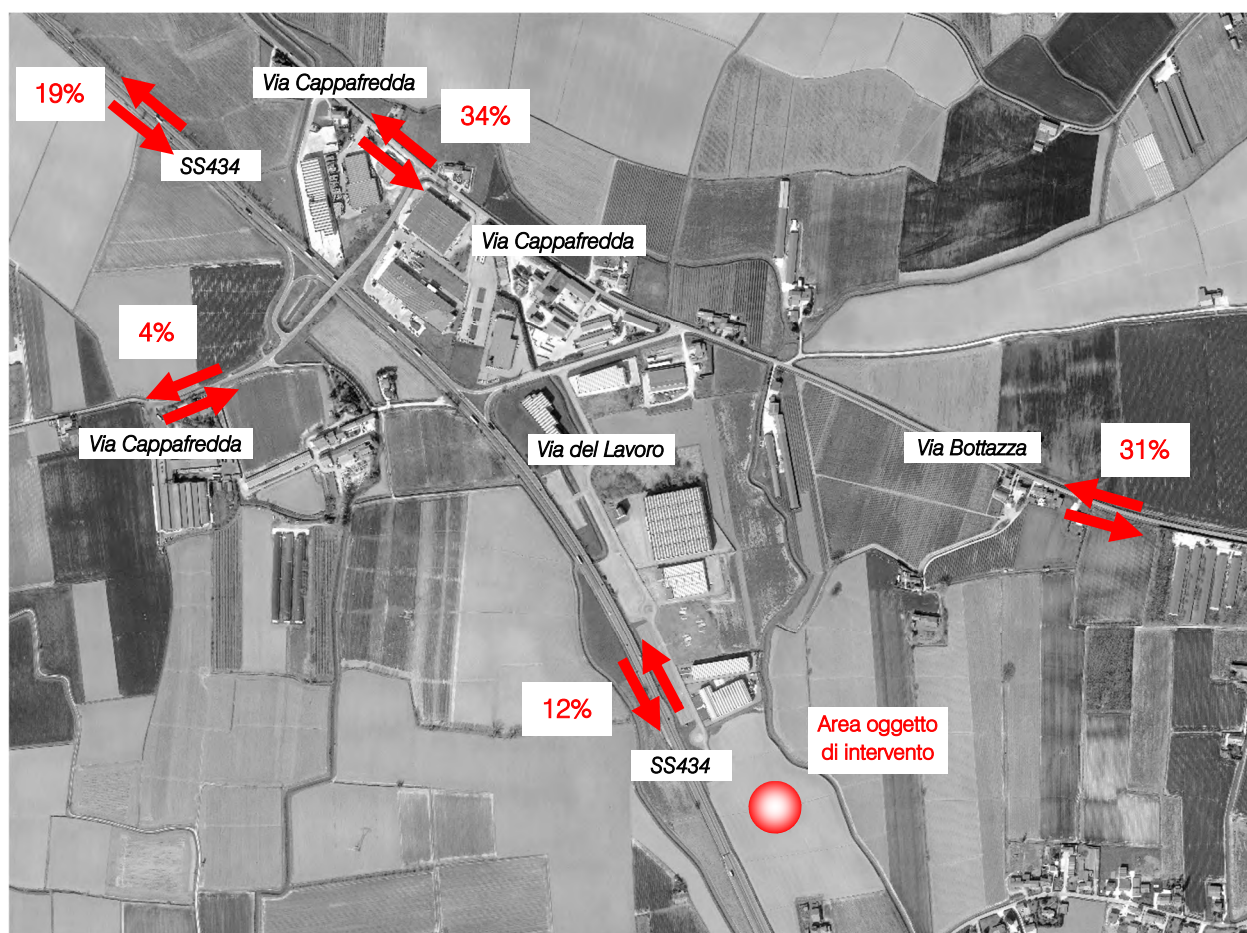 Via Cappafredda
19%
34%
SS434
Via Cappafredda
4%
Via Cappafredda
Via del Lavoro
Via Bottazza
31%
12%
Area oggetto
di intervento
SS434